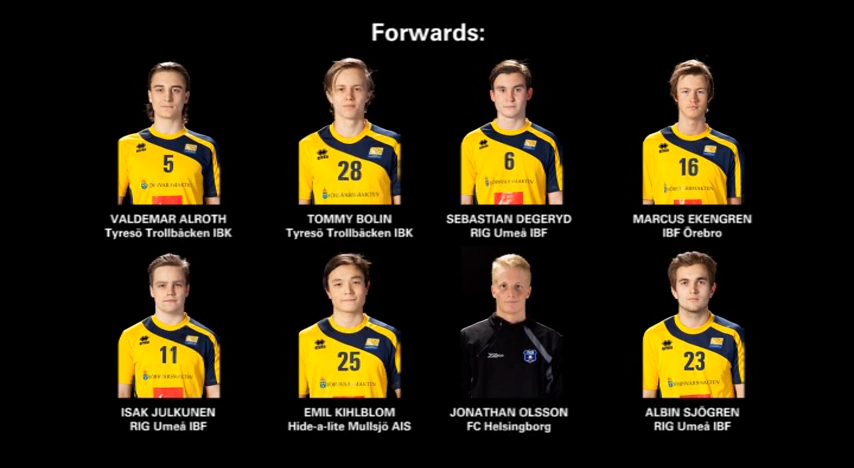 Forwards:
5
28
6
16
VALDEMAR ALROTH
Tyresö Trollbäcken IBK
TOMMY BOLIN
Tyresö Trollbäcken IBK
SEBASTIAN DEGERYD
RIG Umeå IBF
MARCUS EKENGREN
IBF Örebro
11
25
23
ISAK JULKUNEN
RIG Umeå IBF
EMIL KIHLBLOM
Hide-a-lite Mullsjö AIS
JONATHAN OLSSON
FC Helsingborg
ALBIN SJÖGREN
RIG Umeå IBF